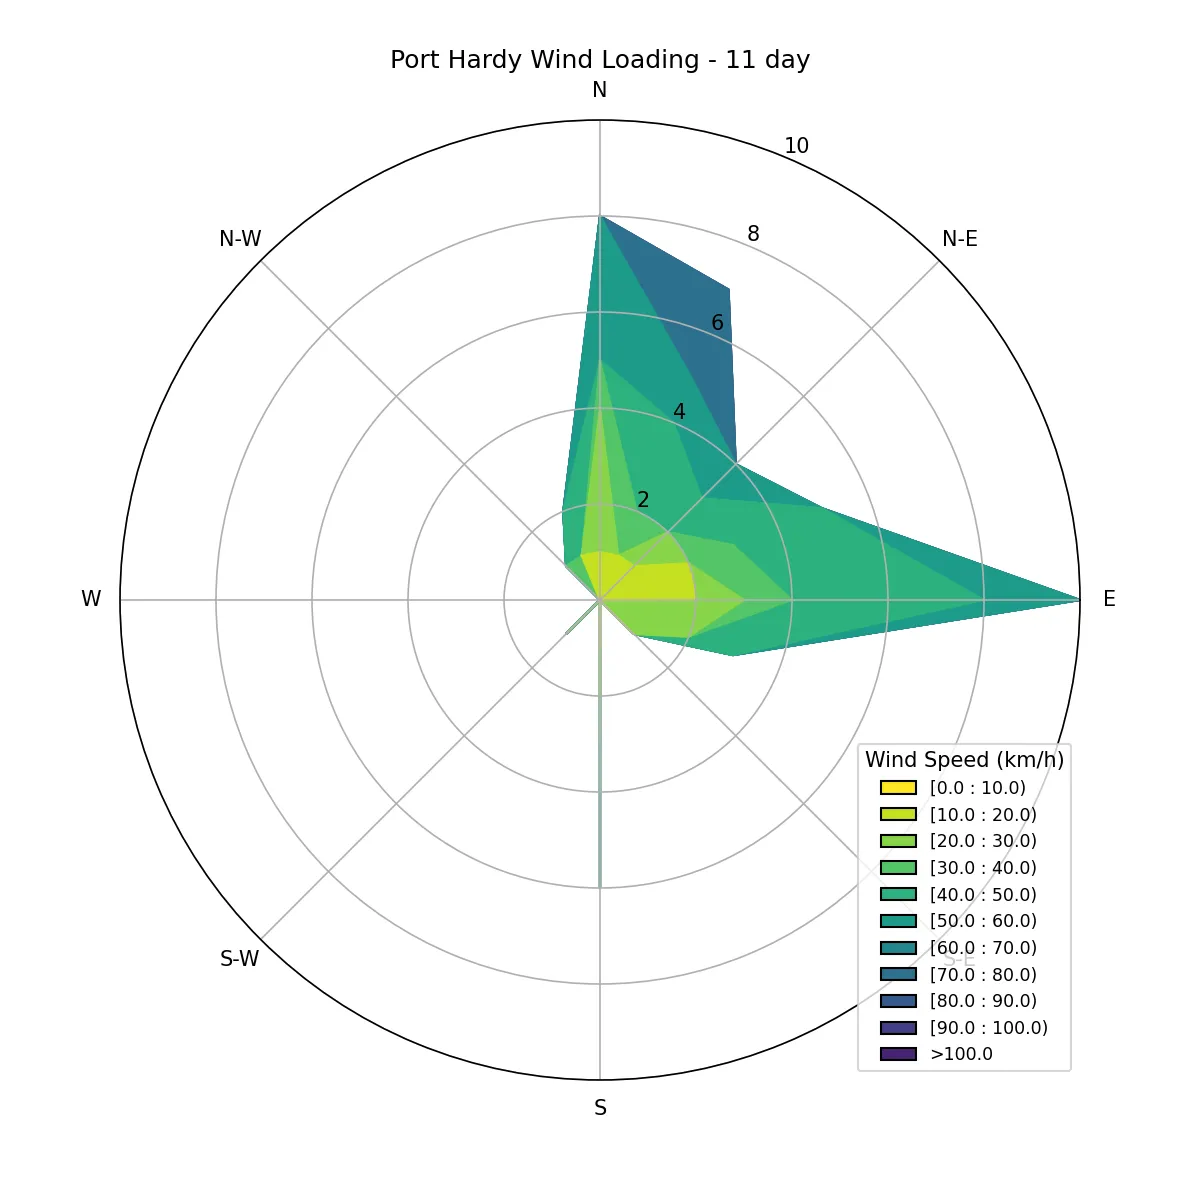 Port Hardy Wind Loading - 11 day
N
10
N-W
8
N-E
6
4
2
W
E
Wind Speed (km/h)
[0.0 : 10.0)
[10.0 : 20.0)
[20.0 : 30.0)
[30.0 : 40.0)
[40.0 : 50.0)
[50.0 : 60.0)
[60.0 : 70.0)
[70.0 : 80.0)
[80.0 : 90.0)
[90.0 : 100.0)
>100.0
S-W
S-E
S